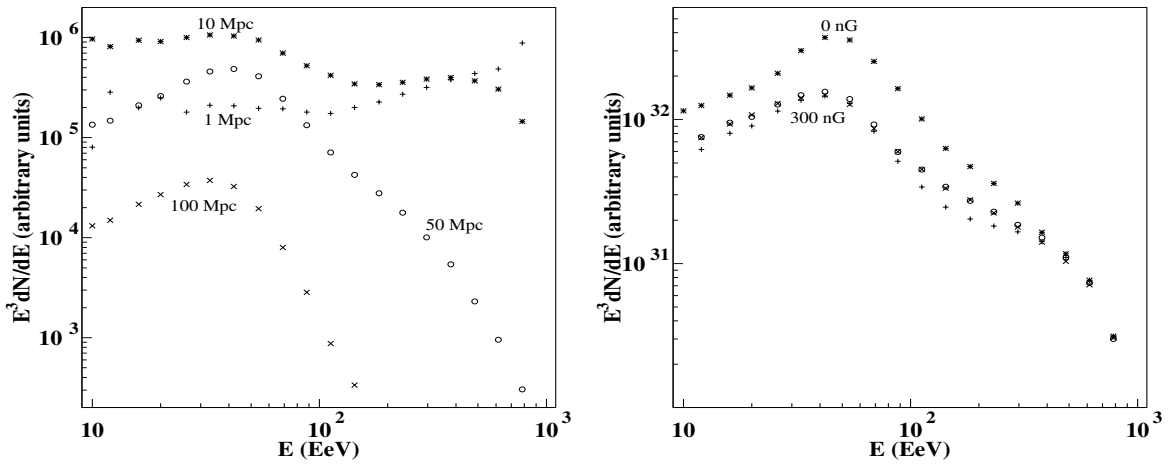 E³dN/dE (arbitrary units)
10⁶
10⁵
10⁴
10³
10 Mpc
1 Mpc
100 Mpc
50 Mpc
10
10²
10³
E (EeV)
E³dN/dE (arbitrary units)
10³²
10³¹
0 nG
300 nG
10
10²
10³
E (EeV)